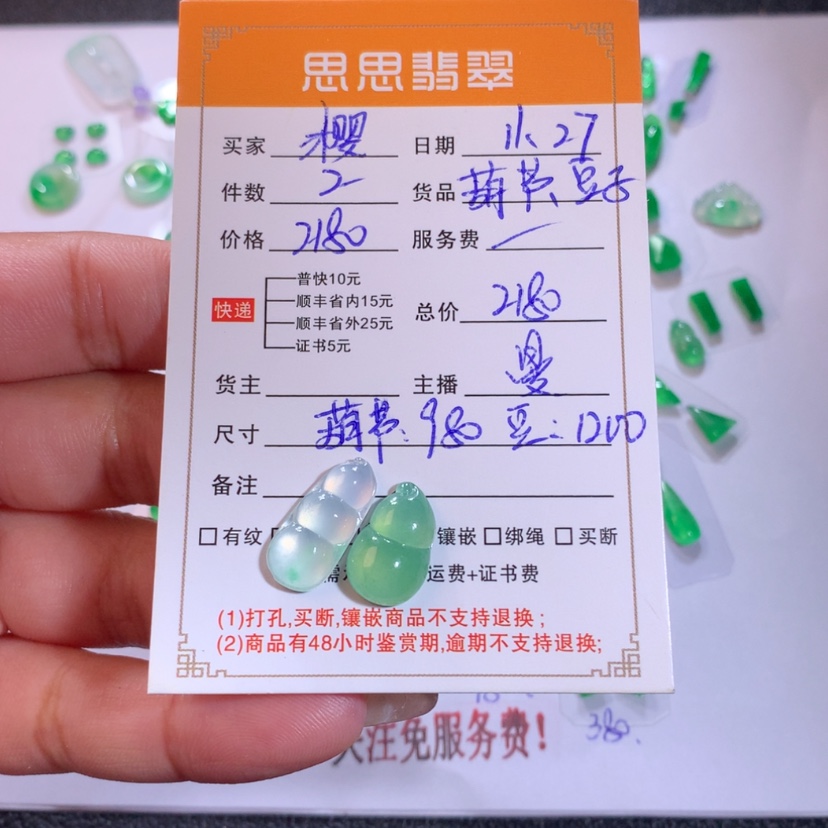 思思翡翠
买家 樱 日期 11、27
件数 2 货品 葫芦、豆子
价格 2180 服务费
普快10元
顺丰省内15元
快递
顺丰省外25元
总价 2180
证书5元
货主 主播 曼
尺寸 葫芦：980 豆：1200
备注
□有纹 镶嵌 □绑绳 □买断
运费+证书费
(1)打孔,买断,镶嵌商品不支持退换；
(2)商品有48小时鉴赏期,逾期不支持退换;
关注免服务费！
380.